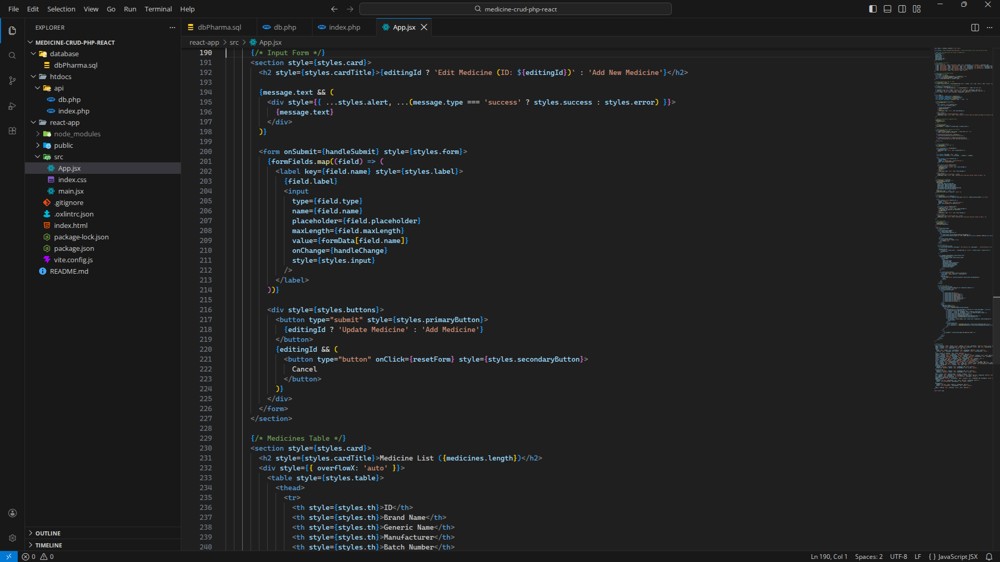 File Edit Selection View Go Run Terminal Help
medicine-crud-php-react
EXPLORER
MEDICINE-CRUD-PHP-REACT
database
dbPharma.sql
htdocs
api
db.php
index.php
react-app
node_modules
public
src
App.jsx
index.css
main.jsx
.gitignore
.oxlintrc.json
index.html
package-lock.json
package.json
vite.config.js
README.md
OUTLINE
TIMELINE
dbPharma.sql db.php index.php App.jsx
react-app > src > App.jsx
190 {/* Input Form */}
191 <section style={styles.card}>
192 <h2 style={styles.cardTitle}>{editingId ? `Edit Medicine (ID: ${editingId})` : 'Add New Medicine'}</h2>
193
194 {message.text && (
195 <div style={{ ...styles.alert, ...(message.type === 'success' ? styles.success : styles.error) }}>
196 {message.text}
197 </div>
198 )}
199
200 <form onSubmit={handleSubmit} style={styles.form}>
201 {formFields.map((field) => (
202 <label key={field.name} style={styles.label}>
203 {field.label}
204 <input
205 type={field.type}
206 name={field.name}
207 placeholder={field.placeholder}
208 maxLength={field.maxLength}
209 value={formData[field.name]}
210 onChange={handleChange}
211 style={styles.input}
212 />
213 </label>
214 ))}
215
216 <div style={styles.buttons}>
217 <button type="submit" style={styles.primaryButton}>
218 {editingId ? 'Update Medicine' : 'Add Medicine'}
219 </button>
220 {editingId && (
221 <button type="button" onClick={resetForm} style={styles.secondaryButton}>
222 Cancel
223 </button>
224 )}
225 </div>
226 </form>
227 </section>
228
229 {/* Medicines Table */}
230 <section style={styles.card}>
231 <h2 style={styles.cardTitle}>Medicine List ({medicines.length})</h2>
232 <div style={{ overflowX: 'auto' }}>
233 <table style={styles.table}>
234 <thead>
235 <tr>
236 <th style={styles.th}>ID</th>
237 <th style={styles.th}>Brand Name</th>
238 <th style={styles.th}>Generic Name</th>
239 <th style={styles.th}>Manufacturer</th>
240 <th style={styles.th}>Batch Number</th>
0 0 Ln 190, Col 1 Spaces: 2 UTF-8 LF { } JavaScript JSX